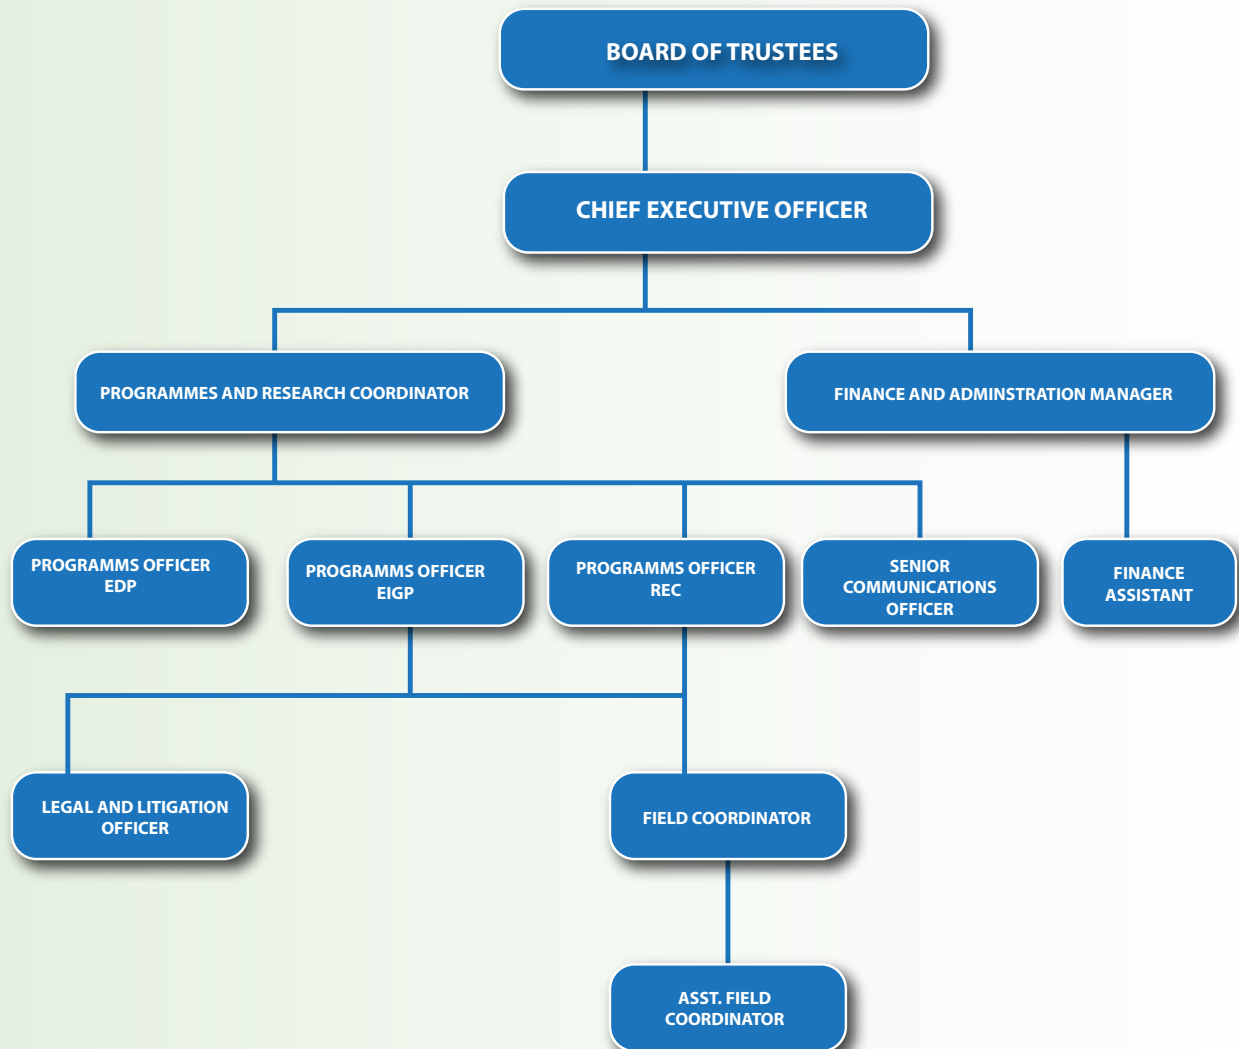 BOARD OF TRUSTEES
CHIEF EXECUTIVE OFFICER
PROGRAMMES AND RESEARCH COORDINATOR
FINANCE AND ADMINSTRATION MANAGER
PROGRAMMS OFFICER
EDP
PROGRAMMS OFFICER
EIGP
PROGRAMMS OFFICER
REC
SENIOR
COMMUNICATIONS
OFFICER
FINANCE
ASSISTANT
LEGAL AND LITIGATION
OFFICER
FIELD COORDINATOR
ASST. FIELD
COORDINATOR